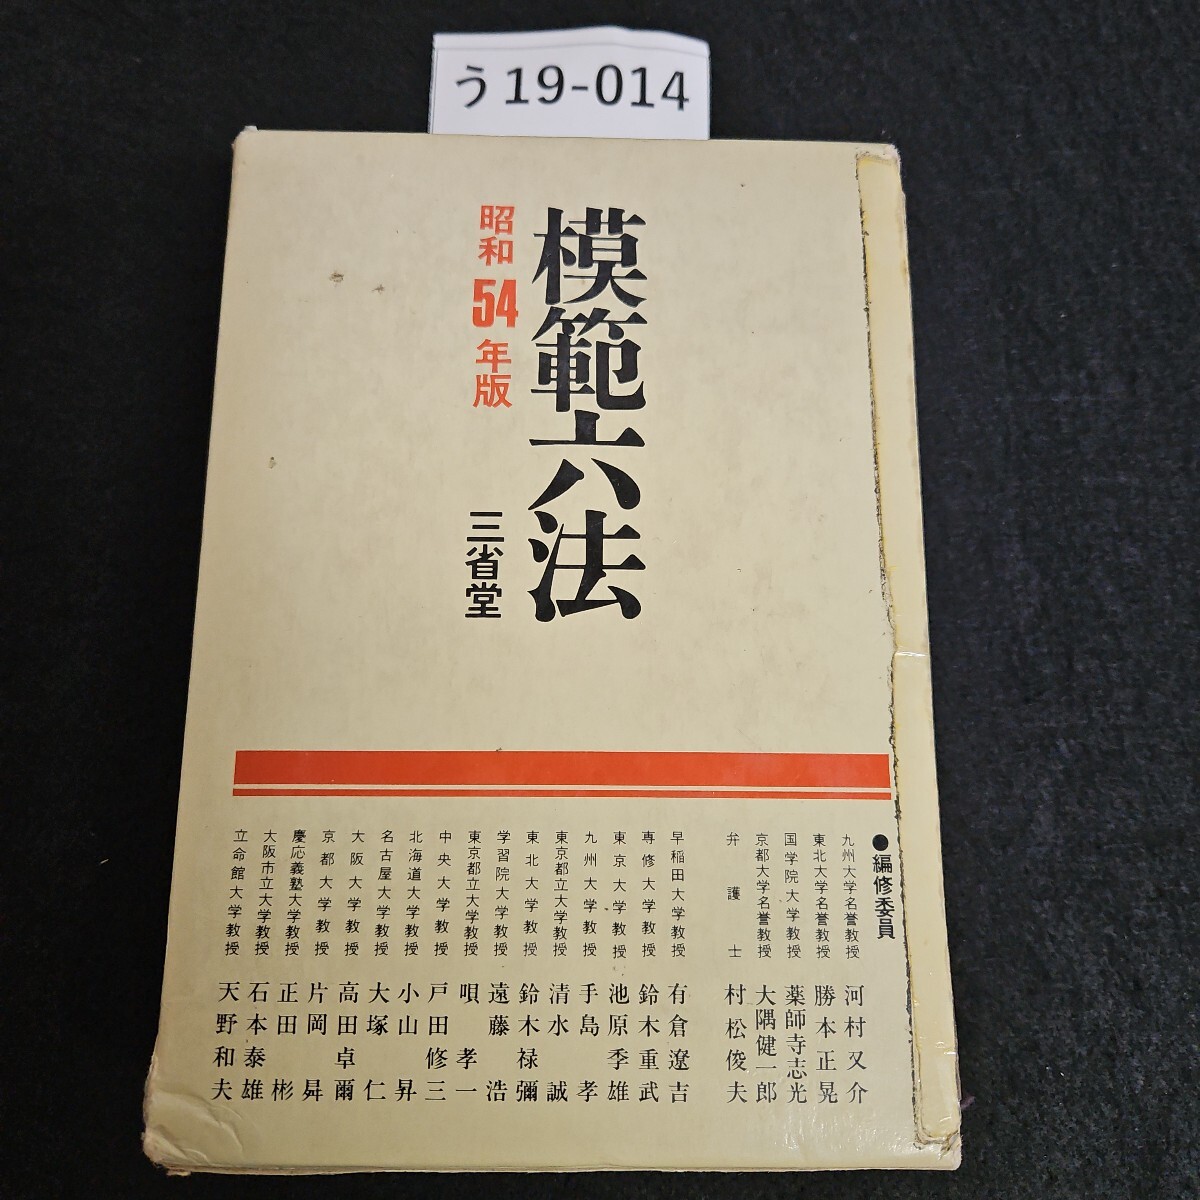 う19-014
模範六法
昭和54年版
三省堂
●編修委員
九州大学名誉教授 河村又介
東北大学名誉教授 勝本正晃
国学院大学教授 薬師寺志光
京都大学名誉教授 大隅健一郎
弁護士 村松俊夫
早稲田大学教授 有倉遼吉
専修大学教授 鈴木重武
東京大学教授 池原季雄
九州大学教授 手島孝
東京都立大学教授 清水誠
東北大学教授 鈴木禄彌
学習院大学教授 遠藤浩
東京都立大学教授 唄孝一
中央大学教授 戸田修三
北海道大学教授 小山昇
名古屋大学教授 大塚仁
大阪大学教授 高田卓爾
京都大学教授 片岡曻
慶応義塾大学教授 正田彬
大阪市立大学教授 石本泰雄
立命館大学教授 天野和夫